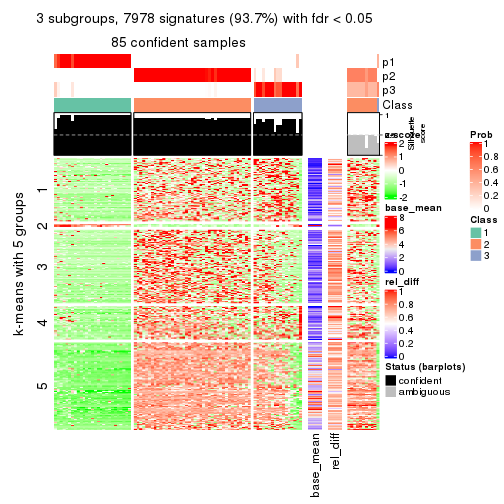 3 subgroups, 7978 signatures (93.7%) with fdr < 0.05
85 confident samples
p1
p2
p3
Class
1
Silhouette
score
k-means with 5 groups
1
2
3
4
5
base_mean
rel_diff
z-score
2
1
0
-1
-2
base_mean
8
6
4
2
0
rel_diff
1
0.8
0.6
0.4
0.2
0
Status (barplots)
confident
ambiguous
Prob
1
0.8
0.6
0.4
0.2
0
Class
1
2
3